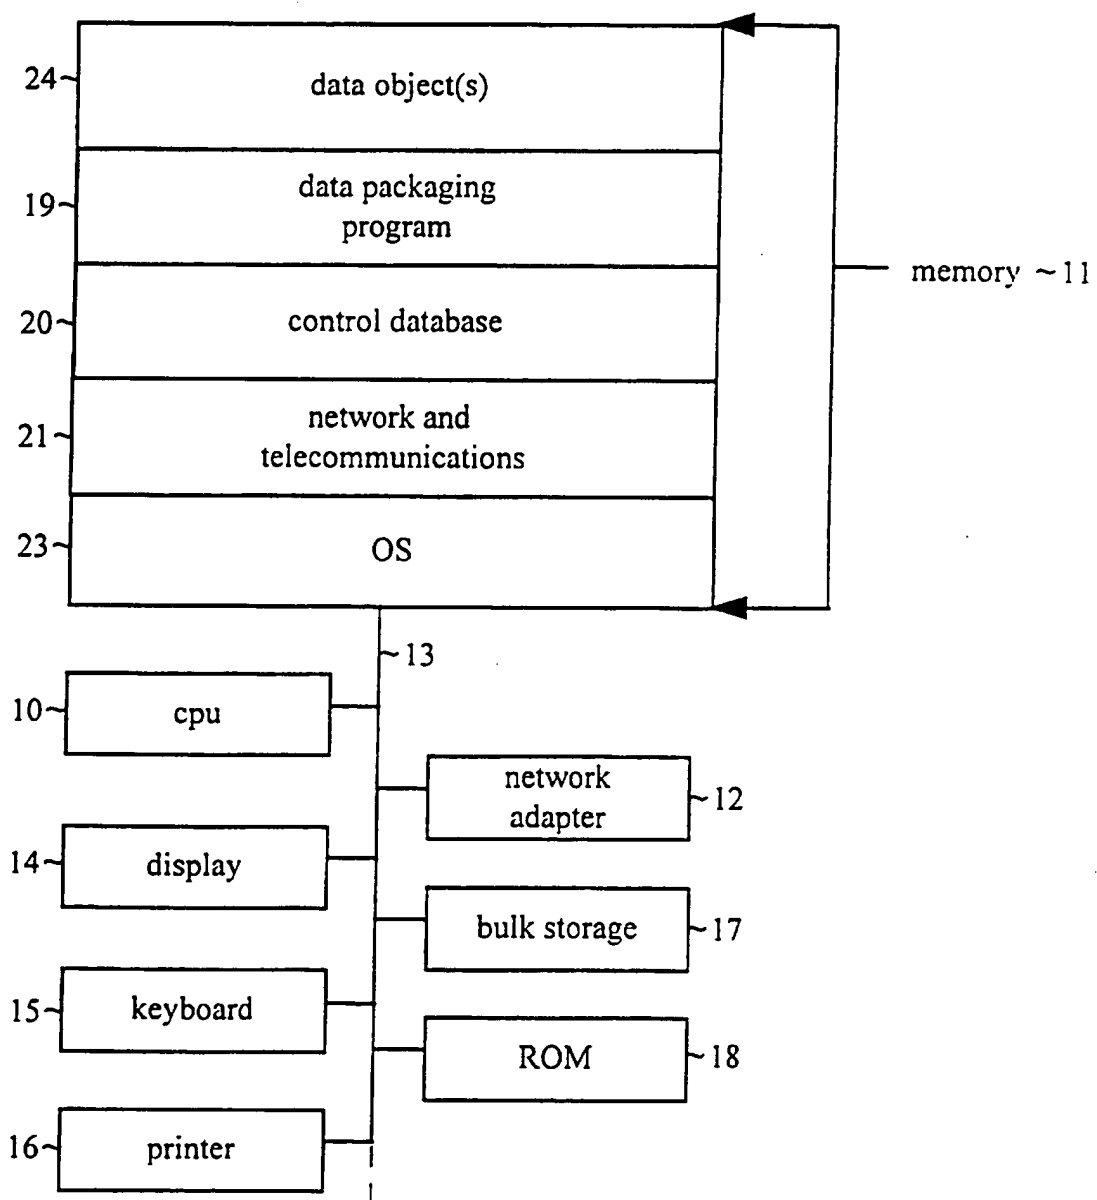 24~ data object(s)
19~ data packaging
program
memory ~11
20~ control database
21~ network and
telecommunications
23~ OS
~13
10~ cpu
network
adapter ~12
14~ display
bulk storage ~17
15~ keyboard
ROM ~18
16~ printer